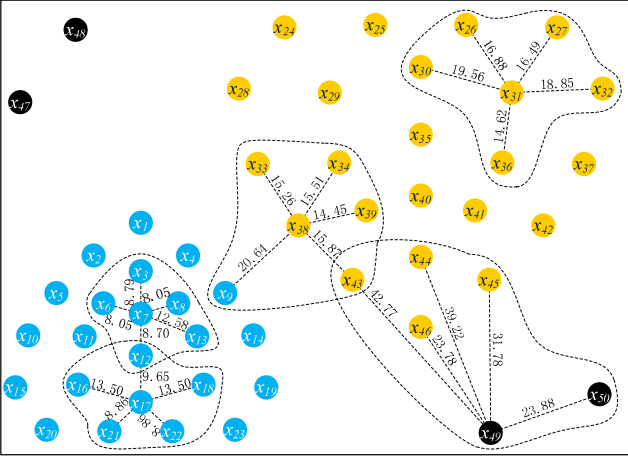 x48
x24
x25
x26
x27
16.88
16.49
x30
19.56
x31
18.85
x32
x28
x29
x47
14.62
x35
x36
x37
x33
x34
15.26
15.51
x40
x39
14.45
x41
x38
x42
x1
15.87
20.64
x2
x4
x3
x44
x43
x45
8.79
x5
x9
x6
8.05
x8
x7
42.77
39.22
8.05
12.58
x46
31.78
x10
x11
8.70
x13
x14
23.78
x12
9.65
x15
x16
13.50
13.50
x18
x19
x50
x17
23.88
8.85
98.8
x20
x21
x22
x23
x49